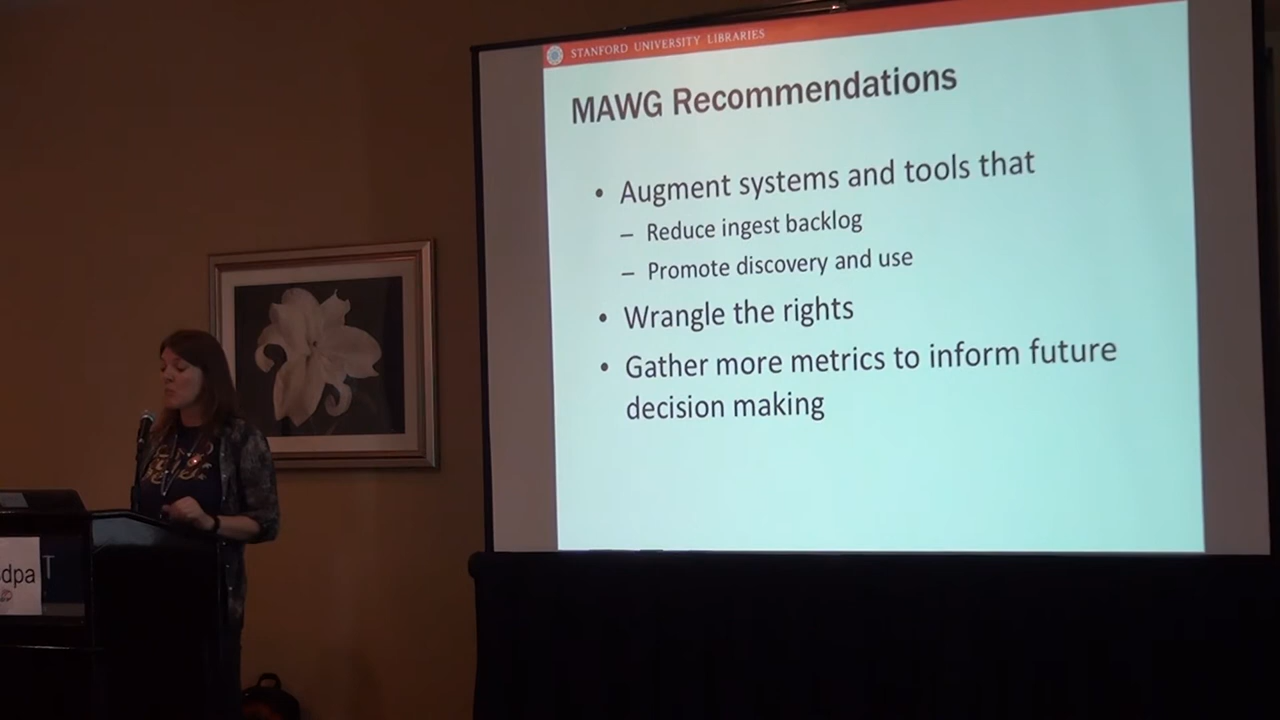 STANFORD UNIVERSITY LIBRARIES
MAWG Recommendations
• Augment systems and tools that
– Reduce ingest backlog
– Promote discovery and use
• Wrangle the rights
• Gather more metrics to inform future
decision making
dpa
T